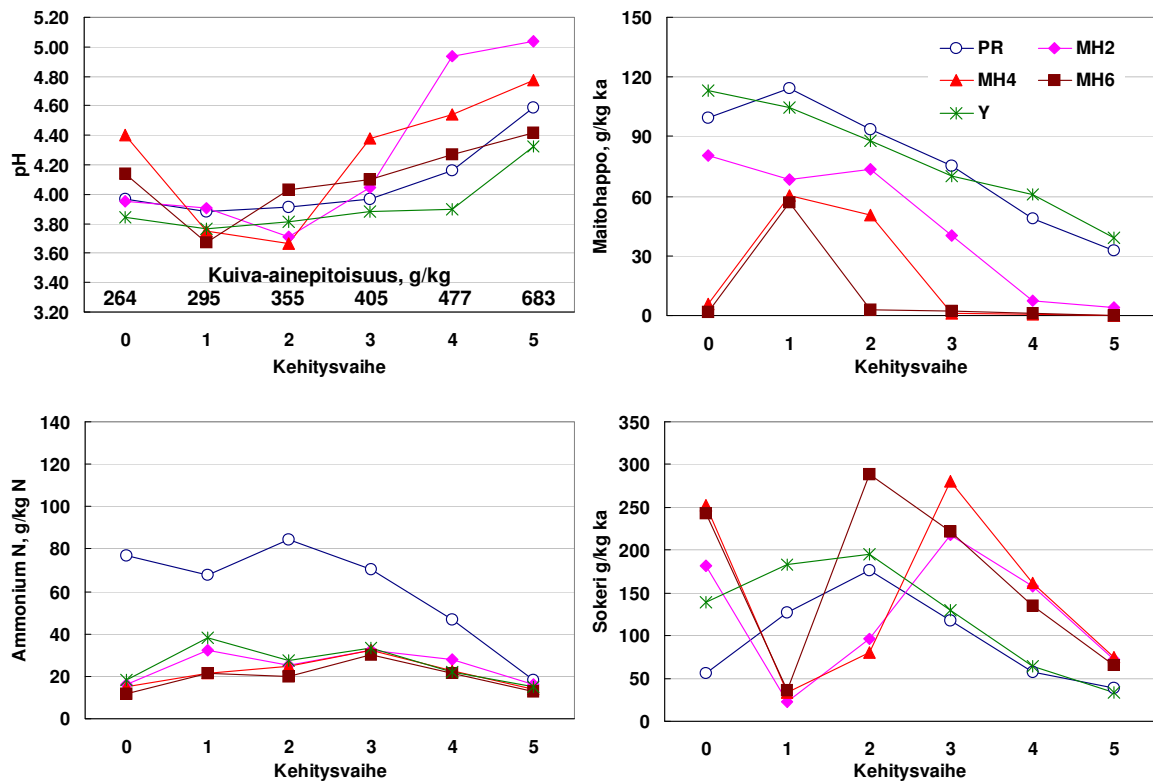 pH
5.20
5.00
4.80
4.60
4.40
4.20
4.00
3.80
3.60
3.40
3.20
Kuiva-ainepitoisuus, g/kg
264 295 355 405 477 683
0 1 2 3 4 5
Kehitysvaihe
Maitohappo, g/kg ka
150
120
90
60
30
0
PR MH2
MH4 MH6
Y
0 1 2 3 4 5
Kehitysvaihe
Ammonium N, g/kg N
140
120
100
80
60
40
20
0
0 1 2 3 4 5
Kehitysvaihe
Sokeri g/kg ka
350
300
250
200
150
100
50
0
0 1 2 3 4 5
Kehitysvaihe